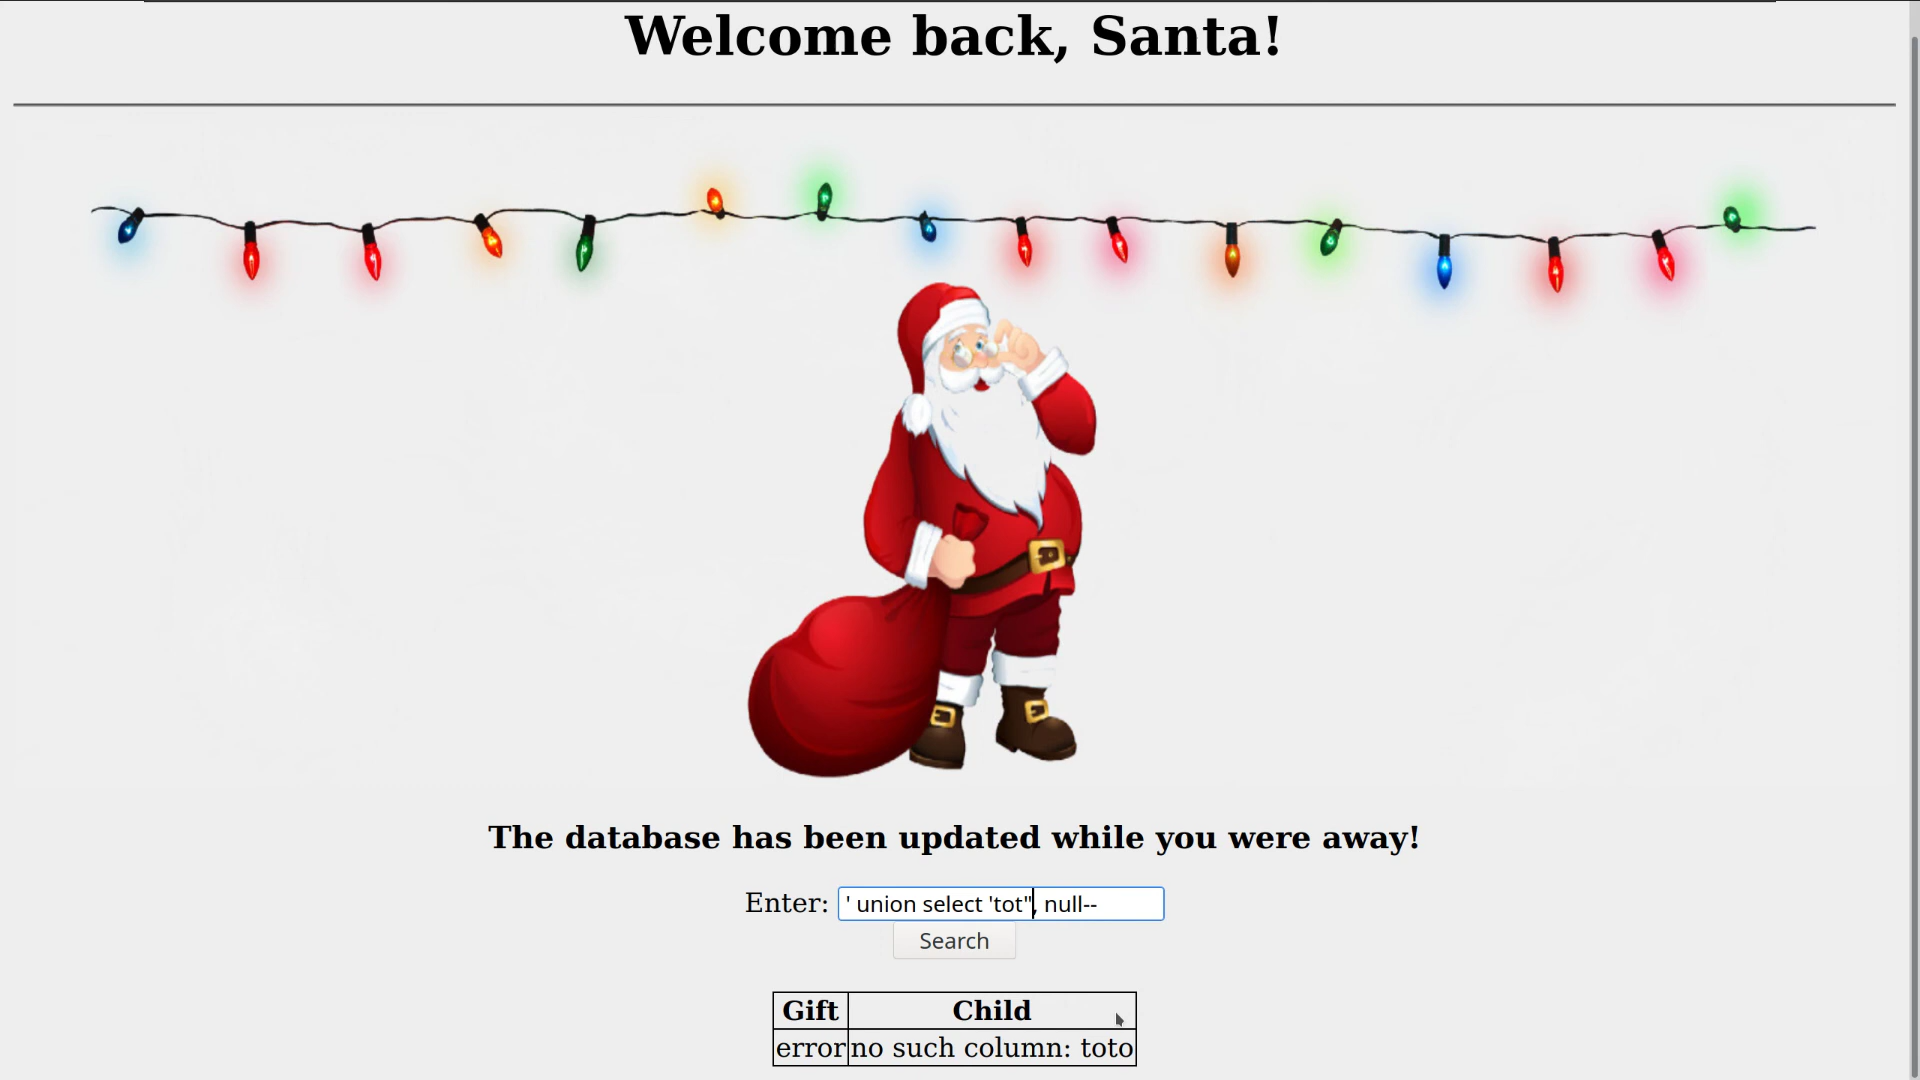 Welcome back, Santa!
The database has been updated while you were away!
Enter: ' union select 'tot'', null--
Search
Gift Child
error no such column: toto